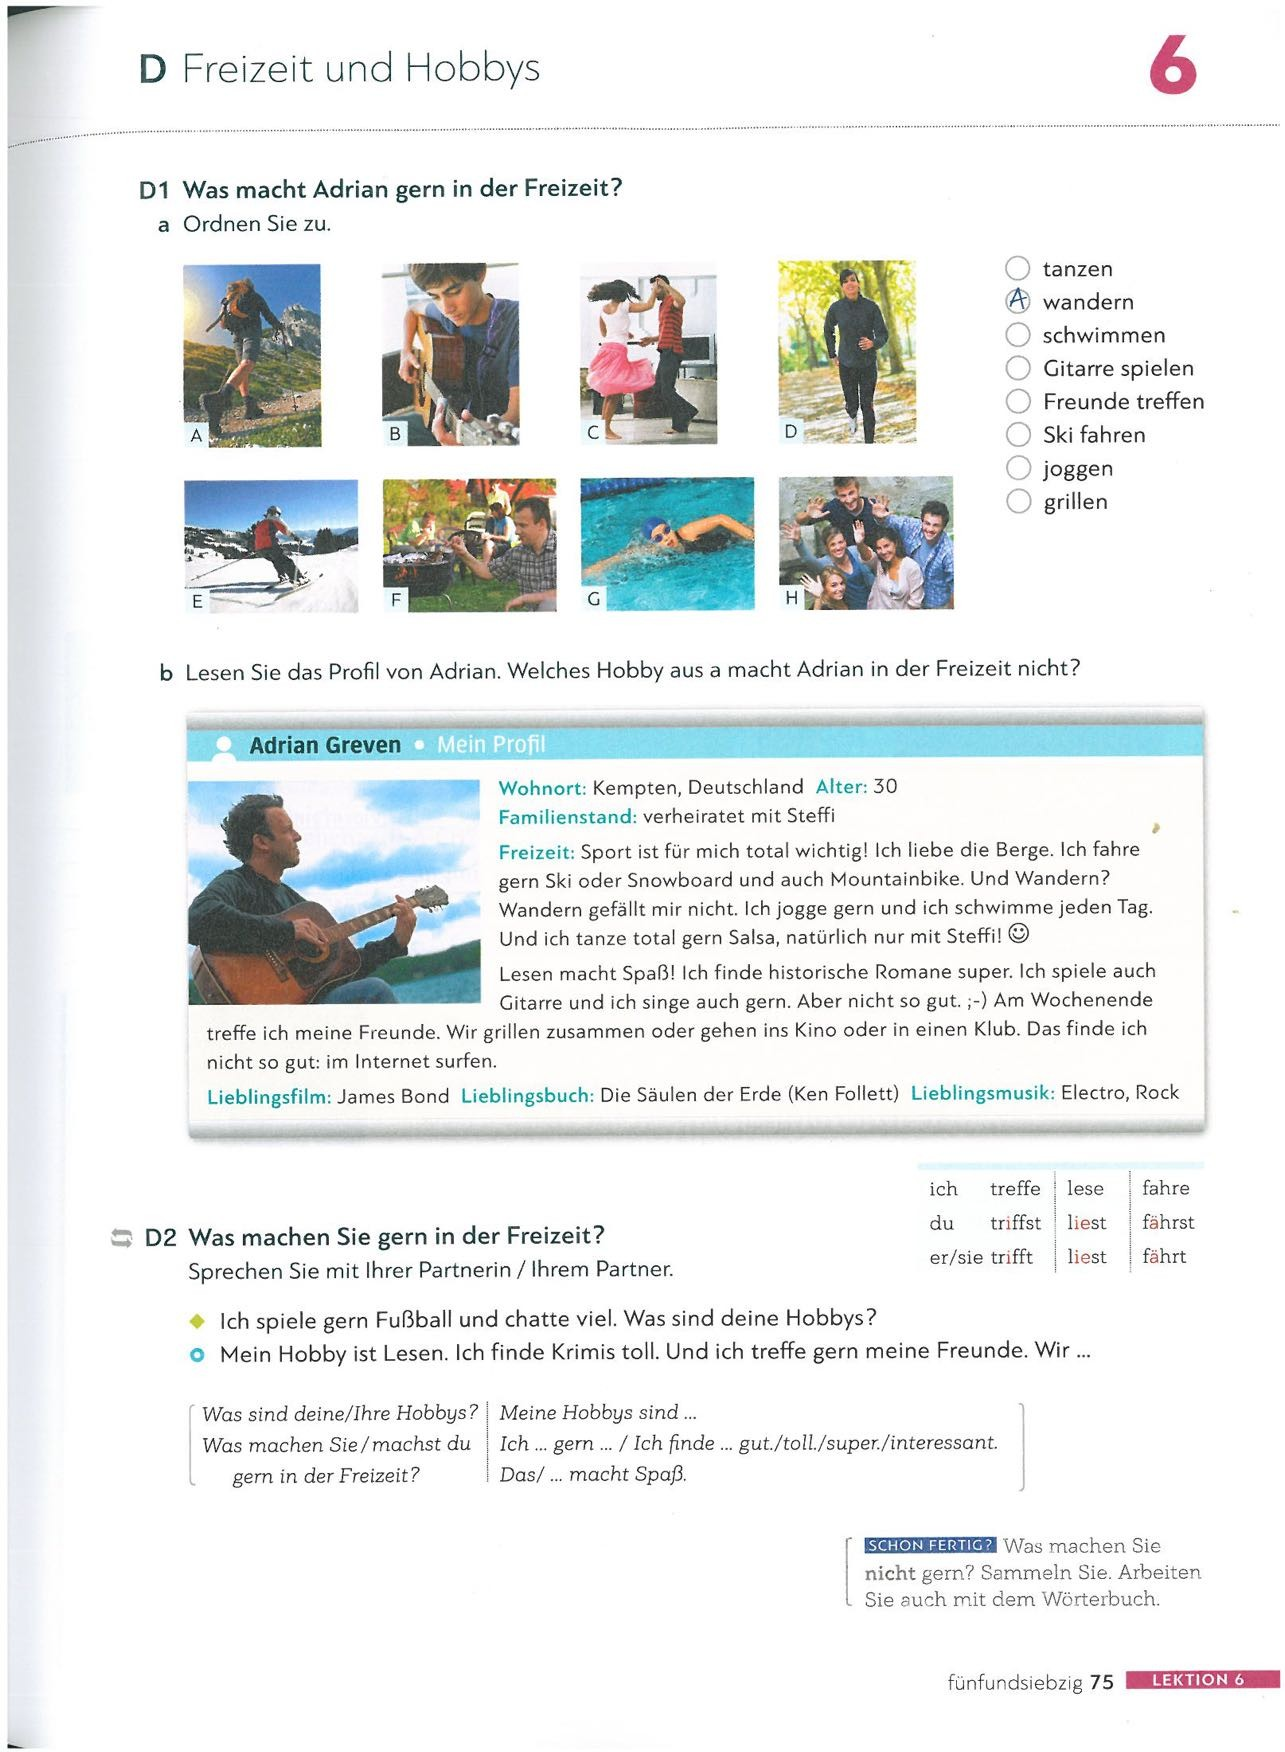 D Freizeit und Hobbys
6
D1 Was macht Adrian gern in der Freizeit?
a Ordnen Sie zu.
A
B
C
D
E
F
G
H
tanzen
A wandern
schwimmen
Gitarre spielen
Freunde treffen
Ski fahren
joggen
grillen
b Lesen Sie das Profil von Adrian. Welches Hobby aus a macht Adrian in der Freizeit nicht?
Adrian Greven • Mein Profil
Wohnort: Kempten, Deutschland Alter: 30
Familienstand: verheiratet mit Steffi
Freizeit: Sport ist für mich total wichtig! Ich liebe die Berge. Ich fahre
gern Ski oder Snowboard und auch Mountainbike. Und Wandern?
Wandern gefällt mir nicht. Ich jogge gern und ich schwimme jeden Tag.
Und ich tanze total gern Salsa, natürlich nur mit Steffi! ☺
Lesen macht Spaß! Ich finde historische Romane super. Ich spiele auch
Gitarre und ich singe auch gern. Aber nicht so gut. ;-) Am Wochenende
treffe ich meine Freunde. Wir grillen zusammen oder gehen ins Kino oder in einen Klub. Das finde ich
nicht so gut: im Internet surfen.
Lieblingsfilm: James Bond Lieblingsbuch: Die Säulen der Erde (Ken Follett) Lieblingsmusik: Electro, Rock
ich treffe lese fahre
du triffst liest fährst
er/sie trifft liest fährt
D2 Was machen Sie gern in der Freizeit?
Sprechen Sie mit Ihrer Partnerin / Ihrem Partner.
Ich spiele gern Fußball und chatte viel. Was sind deine Hobbys?
Mein Hobby ist Lesen. Ich finde Krimis toll. Und ich treffe gern meine Freunde. Wir ...
Was sind deine/Ihre Hobbys? Meine Hobbys sind ...
Was machen Sie/machst du Ich ... gern ... / Ich finde ... gut./toll./super./interessant.
gern in der Freizeit? Das/ ... macht Spaß.
SCHON FERTIG? Was machen Sie
nicht gern? Sammeln Sie. Arbeiten
Sie auch mit dem Wörterbuch.
fünfundsiebzig 75 LEKTION 6